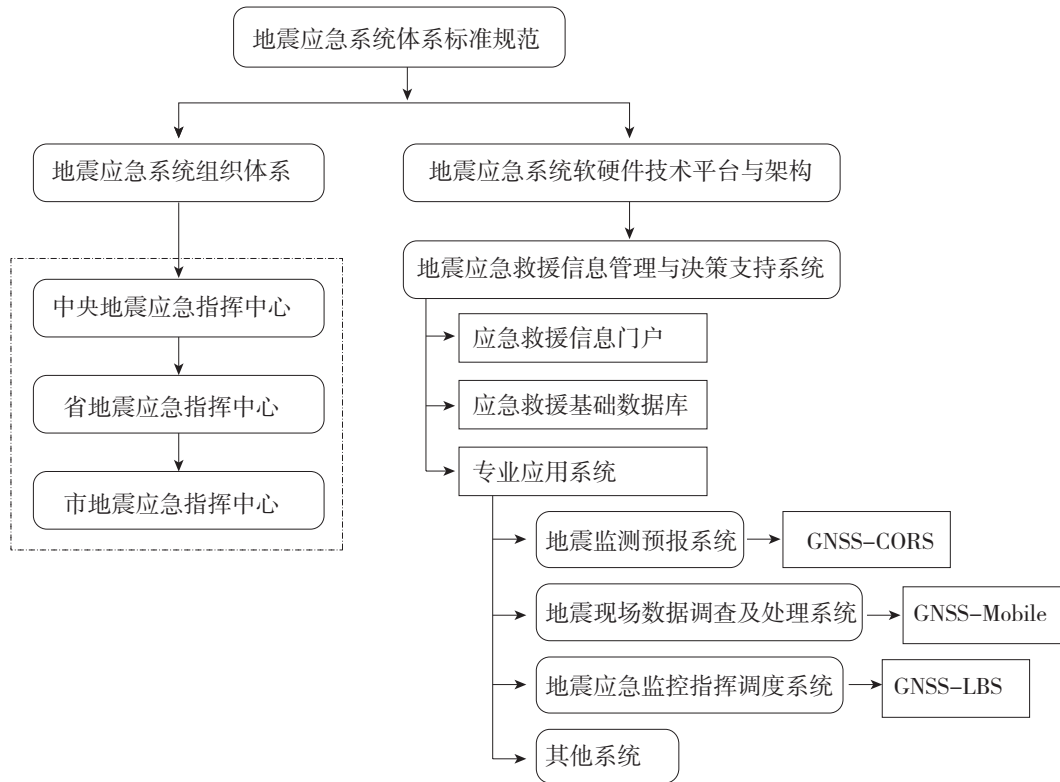 地震应急系统体系标准规范
地震应急系统组织体系
地震应急系统软硬件技术平台与架构
地震应急救援信息管理与决策支持系统
中央地震应急指挥中心
省地震应急指挥中心
市地震应急指挥中心
应急救援信息门户
应急救援基础数据库
专业应用系统
地震监测预报系统
GNSS–CORS
地震现场数据调查及处理系统
GNSS–Mobile
地震应急监控指挥调度系统
GNSS–LBS
其他系统